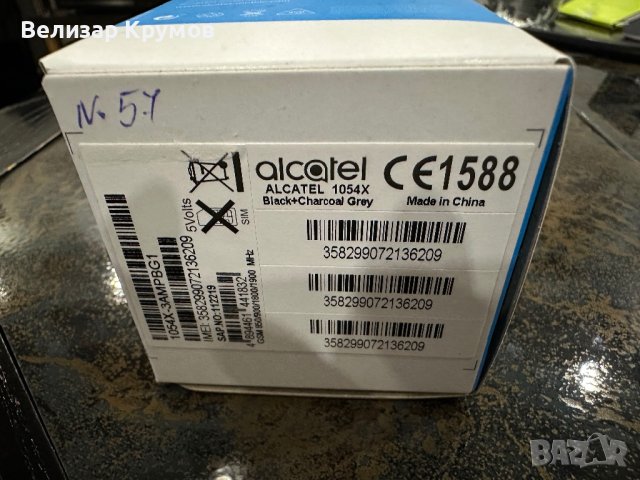 Велизар Крумов
No 57
alcatel
CE1588
ALCATEL 1054X
Black+Charcoal Grey
Made in China
358299072136209
358299072136209
358299072136209
1054X-3AMPBG1
IMEI:358299072136209
5Volts
SIM
SAP NO:112219
GSM 850/900/1800/1900 MHz
BAZAR